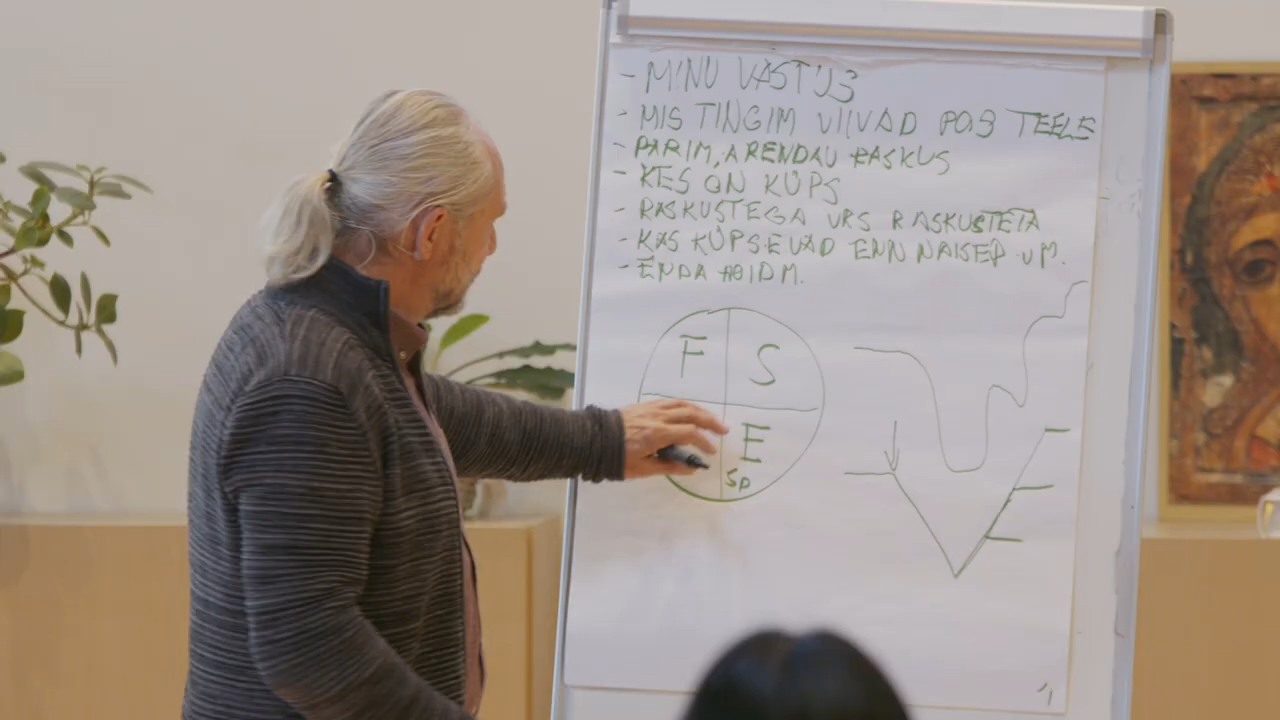 - MINU VASTUS
- MIS TINGIM VIIVAD POS TEELE
- PARIM, ARENDAV RASKUS
- KES ON KÜPS
- RASKUSTEGA VRS RASKUSTETA
- KAS KÜPSEVAD ENN NAISED
- ENDA HOIDM.
F S
E
SP